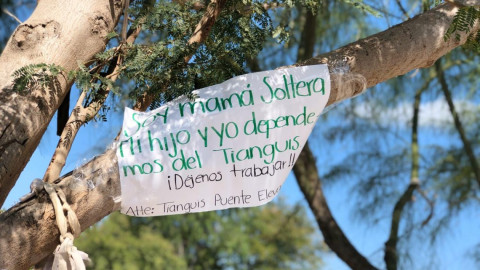 Soy mamá Soltera
mi hijo y yo depende
mos del Tianguis
¡Déjenos trabajar!!
Atte: Tianguis Puente Elev